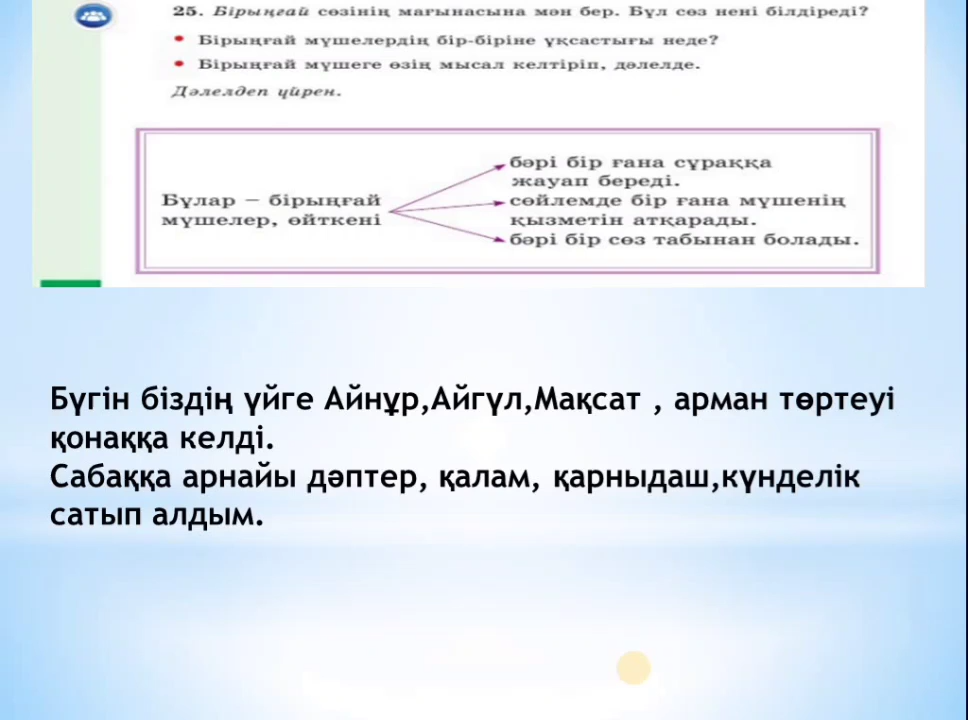 25. Бірыңғай сөзінің мағынасына мән бер. Бұл сөз нені білдіреді?
• Бірыңғай мүшелердің бір-біріне ұқсастығы неде?
• Бірыңғай мүшеге өзің мысал келтіріп, дәлелде.
Дәлелдеп үйрен.
Бұлар – бірыңғай
мүшелер, өйткені
бәрі бір ғана сұраққа
жауап береді.
сөйлемде бір ғана мүшенің
қызметін атқарады.
бәрі бір сөз табынан болады.
Бүгін біздің үйге Айнұр,Айгүл,Мақсат , арман төртеуі
қонаққа келді.
Сабаққа арнайы дәптер, қалам, қарныдаш,күнделік
сатып алдым.